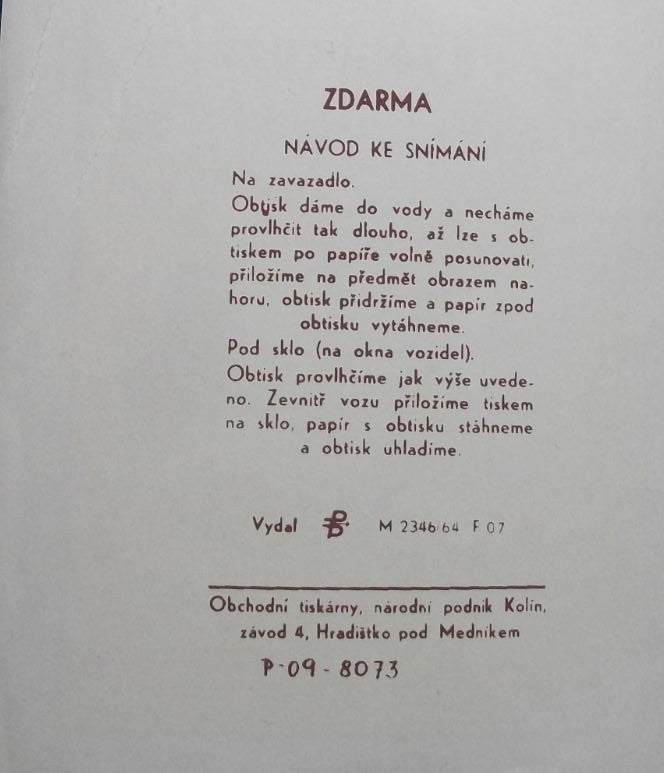 ZDARMA
NÁVOD KE SNÍMÁNÍ
Na zavazadlo.
Obtisk dáme do vody a necháme
provlhčit tak dlouho, až lze s ob-
tiskem po papíře volně posunovati,
přiložíme na předmět obrazem na-
horu, obtisk přidržíme a papír zpod
obtisku vytáhneme.
Pod sklo (na okna vozidel).
Obtisk provlhčíme jak výše uvede-
no. Zevnitř vozu přiložíme tiskem
na sklo, papír s obtisku stáhneme
a obtisk uhladíme.
Vydal M 2346/64 F 07
Obchodní tiskárny, národní podnik Kolín,
závod 4, Hradištko pod Medníkem
P-09-8073